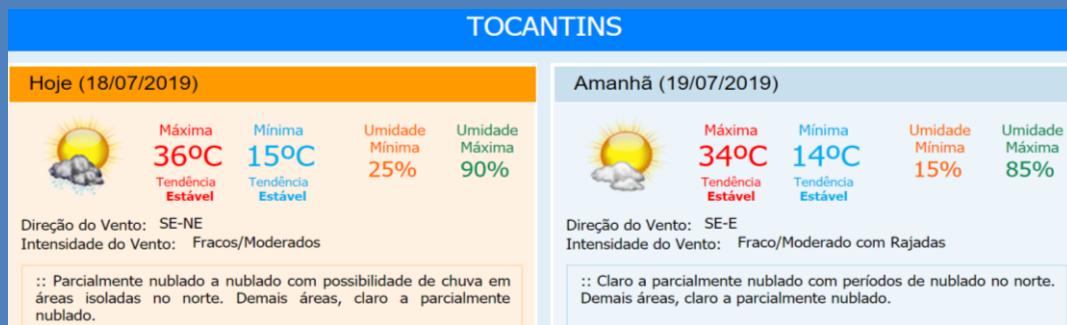 TOCANTINS
Hoje (18/07/2019)
Máxima
36ºC
Tendência
Estável
Mínima
15ºC
Tendência
Estável
Umidade
Mínima
25%
Umidade
Máxima
90%
Direção do Vento: SE-NE
Intensidade do Vento: Fracos/Moderados
:: Parcialmente nublado a nublado com possibilidade de chuva em
áreas isoladas no norte. Demais áreas, claro a parcialmente
nublado.
Amanhã (19/07/2019)
Máxima
34ºC
Tendência
Estável
Mínima
14ºC
Tendência
Estável
Umidade
Mínima
15%
Umidade
Máxima
85%
Direção do Vento: SE-E
Intensidade do Vento: Fraco/Moderado com Rajadas
:: Claro a parcialmente nublado com períodos de nublado no norte.
Demais áreas, claro a parcialmente nublado.